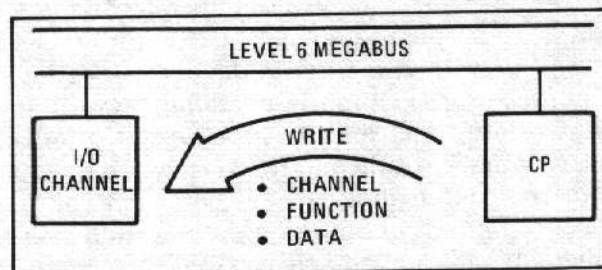 LEVEL 6 MEGABUS
I/O
CHANNEL
WRITE
CP
• CHANNEL
• FUNCTION
• DATA